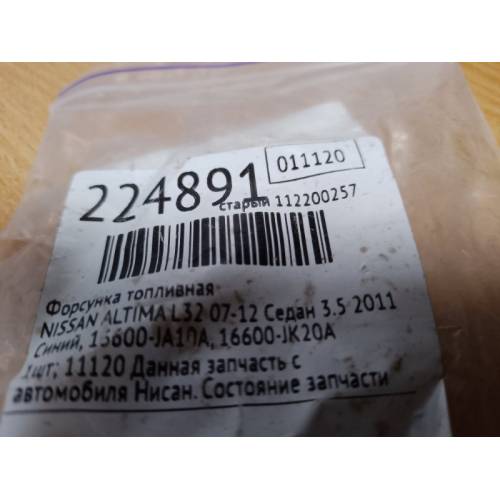 011120
224891
старый 112200257
Форсунка топливная
NISSAN ALTIMA L32 07-12 Седан 3.5 2011
Синий, 16600-JA10A, 16600-JK20A
1шт; 11120 Данная запчасть с
автомобиля Нисан. Состояние запчасти